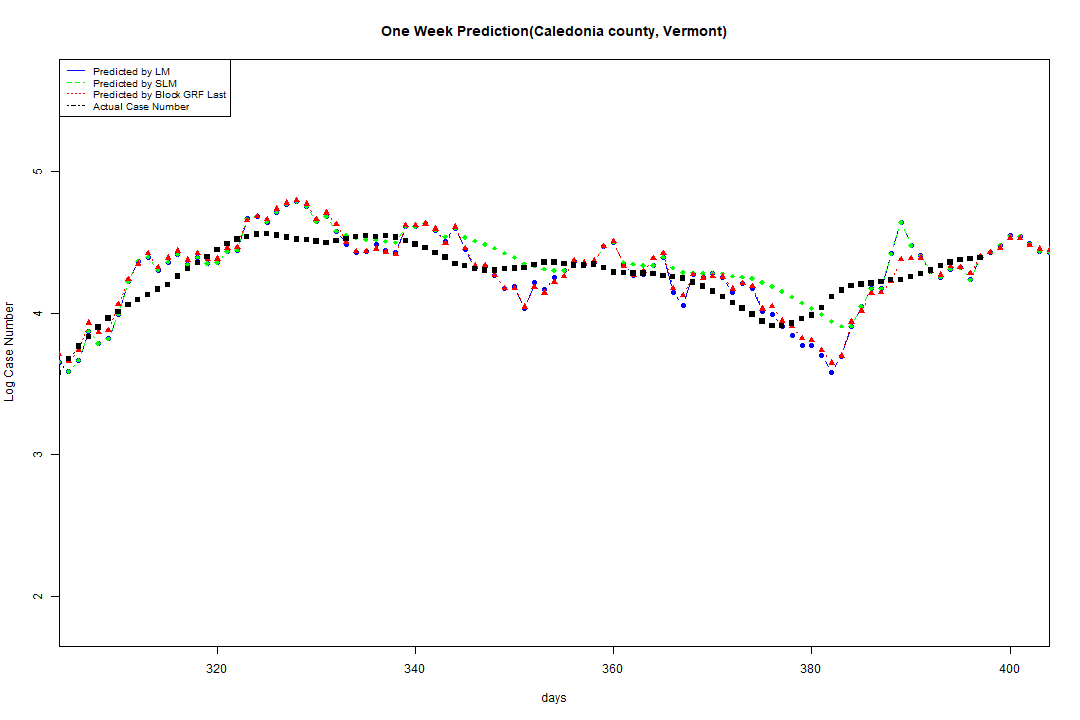 One Week Prediction(Caledonia county, Vermont)
Predicted by LM
Predicted by SLM
Predicted by Block GRF Last
Actual Case Number
5
4
3
2
Log Case Number
320 340 360 380 400
days